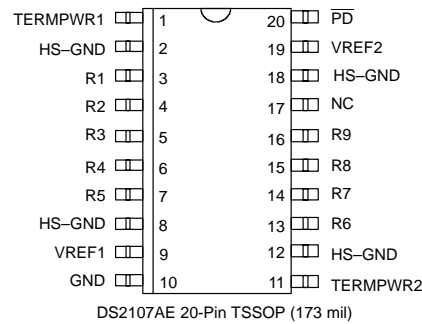 TERMPWR1 1 20 PD
HS–GND 2 19 VREF2
R1 3 18 HS–GND
R2 4 17 NC
R3 5 16 R9
R4 6 15 R8
R5 7 14 R7
HS–GND 8 13 R6
VREF1 9 12 HS–GND
GND 10 11 TERMPWR2
DS2107AE 20-Pin TSSOP (173 mil)